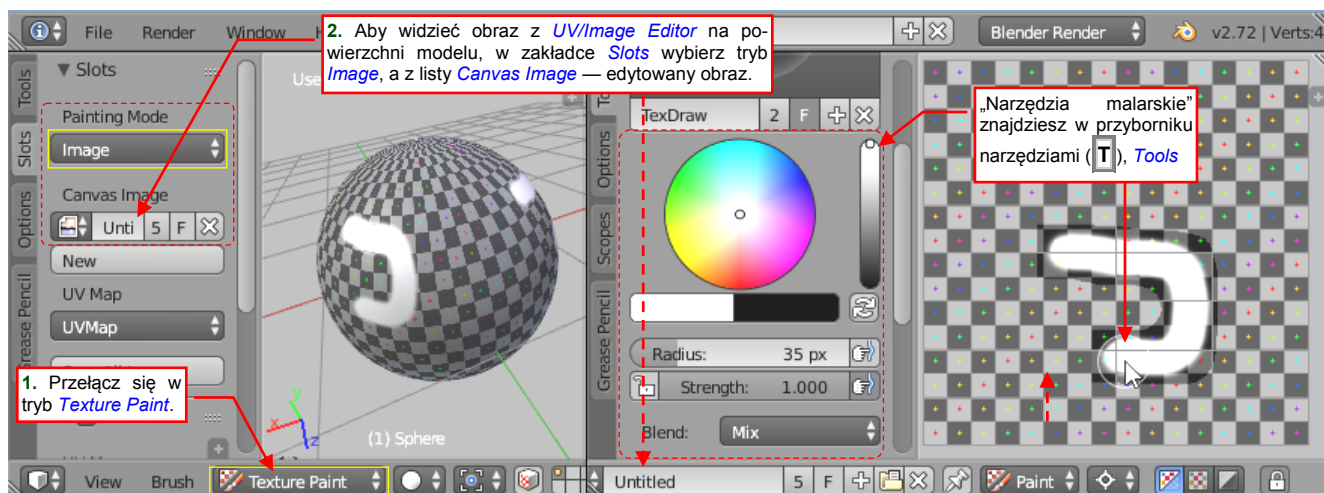 File Render Window H
Blender Render
v2.72 | Verts:4
2. Aby widzieć obraz z UV/Image Editor na po-
wierzchni modelu, w zakładce Slots wybierz tryb
Image, a z listy Canvas Image — edytowany obraz.
Tools
Slots
Options
Grease Pencil
Slots
Painting Mode
Image
Canvas Image
Unti 5 F
New
UV Map
UVMap
1. Przełącz się w
tryb Texture Paint.
Use
(1) Sphere
x
y
z
View Brush Texture Paint
Options
Scopes
Grease Pencil
TexDraw 2 F
Radius: 35 px
Strength: 1.000
Blend: Mix
„Narzędzia malarskie”
znajdziesz w przyborniku
narzędziami ( T ), Tools
Untitled 5 F
Paint